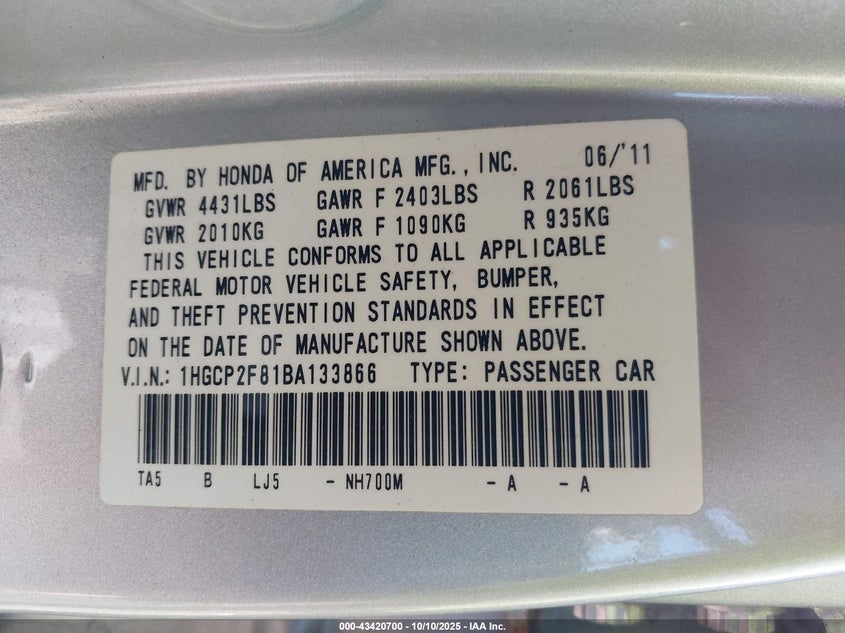 MFD. BY HONDA OF AMERICA MFG., INC. 06/'11
GVWR 4431LBS GAWR F 2403LBS R 2061LBS
GVWR 2010KG GAWR F 1090KG R 935KG
THIS VEHICLE CONFORMS TO ALL APPLICABLE
FEDERAL MOTOR VEHICLE SAFETY, BUMPER,
AND THEFT PREVENTION STANDARDS IN EFFECT
ON THE DATE OF MANUFACTURE SHOWN ABOVE.
V.I.N.: 1HGCP2F81BA133866 TYPE: PASSENGER CAR
TA5 B LJ5 - NH700M - A - A
000-43420700 - 10/10/2025 - IAA Inc.